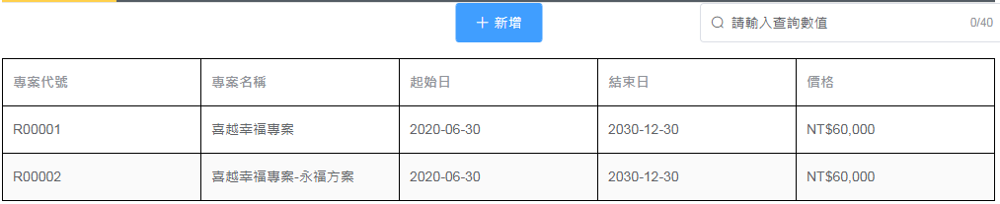 新增
請輸入查詢數值 0/40
專案代號 專案名稱 起始日 結束日 價格
R00001 喜越幸福專案 2020-06-30 2030-12-30 NT$60,000
R00002 喜越幸福專案-永福方案 2020-06-30 2030-12-30 NT$60,000